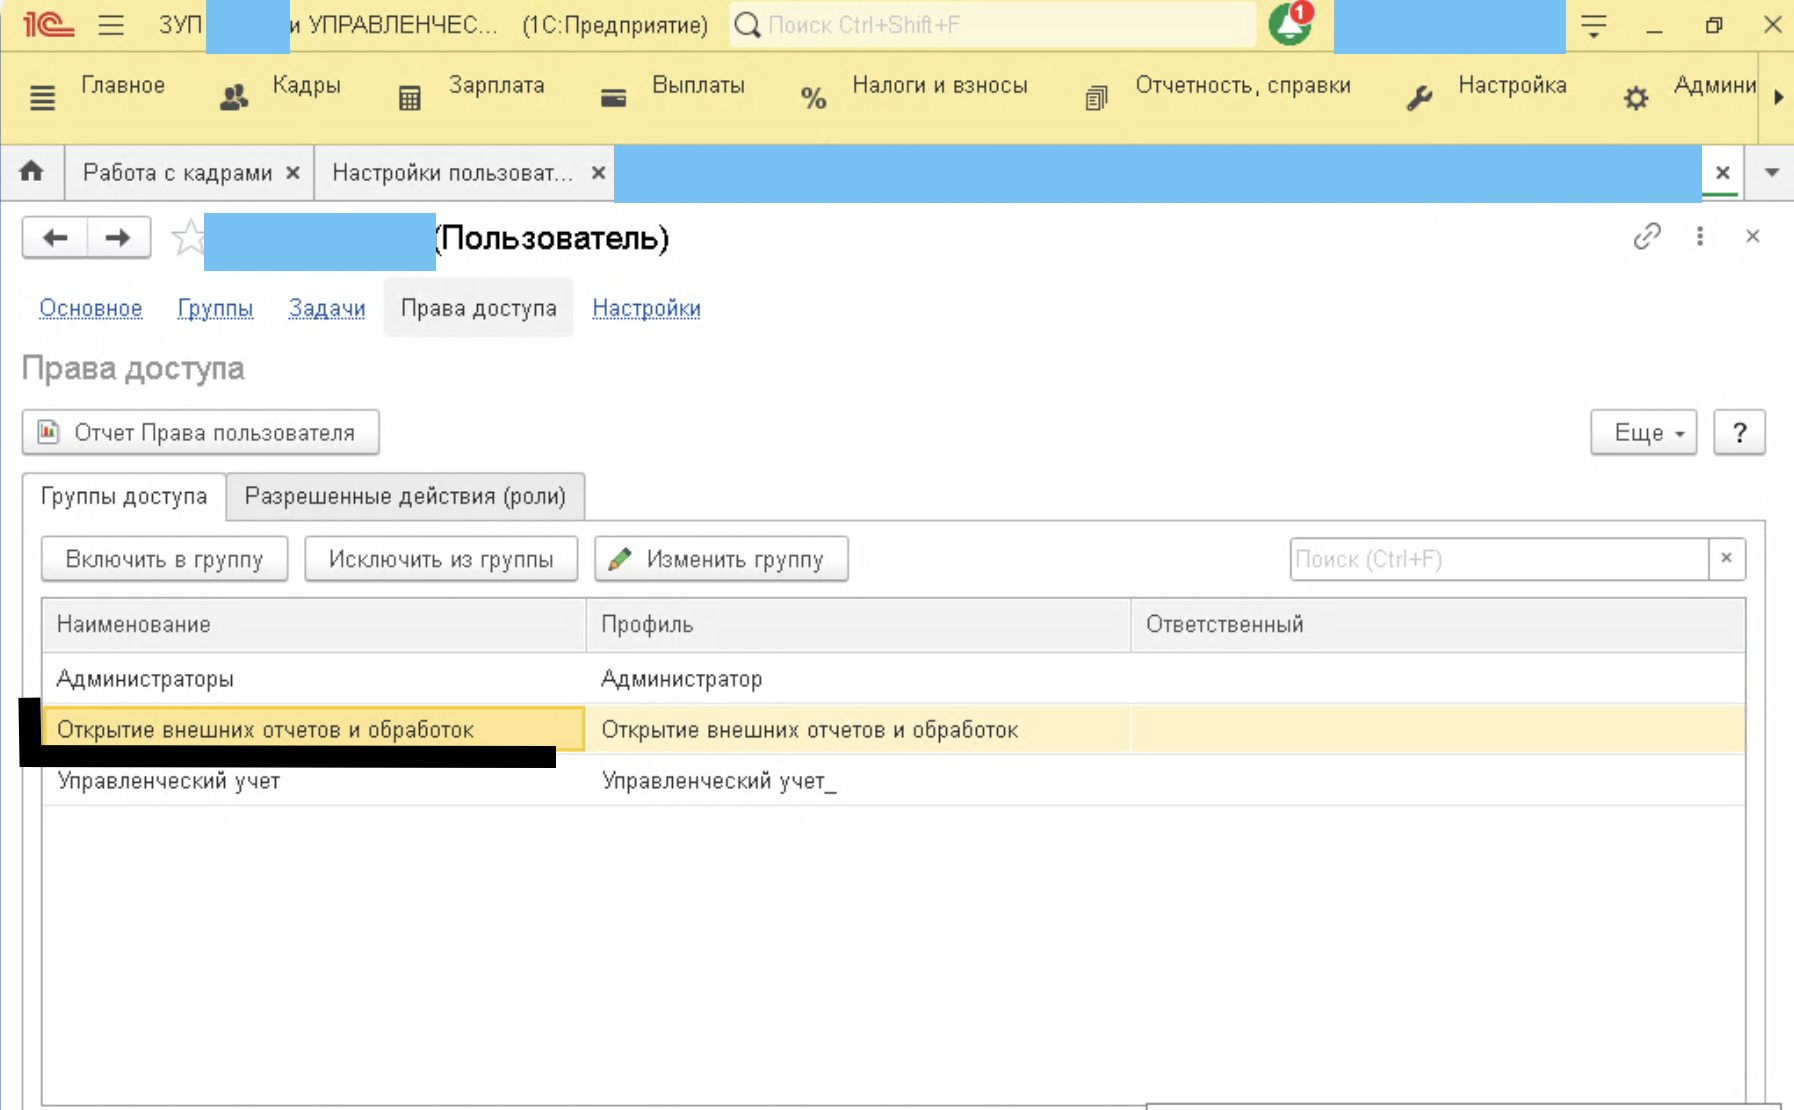 1С ЗУП и УПРАВЛЕНЧЕС... (1С:Предприятие) Поиск Ctrl+Shift+F 1
Главное Кадры Зарплата Выплаты % Налоги и взносы Отчетность, справки Настройка Админи
Работа с кадрами Настройки пользоват...
(Пользователь)
Основное Группы Задачи Права доступа Настройки
Права доступа
Отчет Права пользователя Еще ?
Группы доступа Разрешенные действия (роли)
Включить в группу Исключить из группы Изменить группу Поиск (Ctrl+F)
Наименование Профиль Ответственный
Администраторы Администратор
Открытие внешних отчетов и обработок Открытие внешних отчетов и обработок
Управленческий учет Управленческий учет_